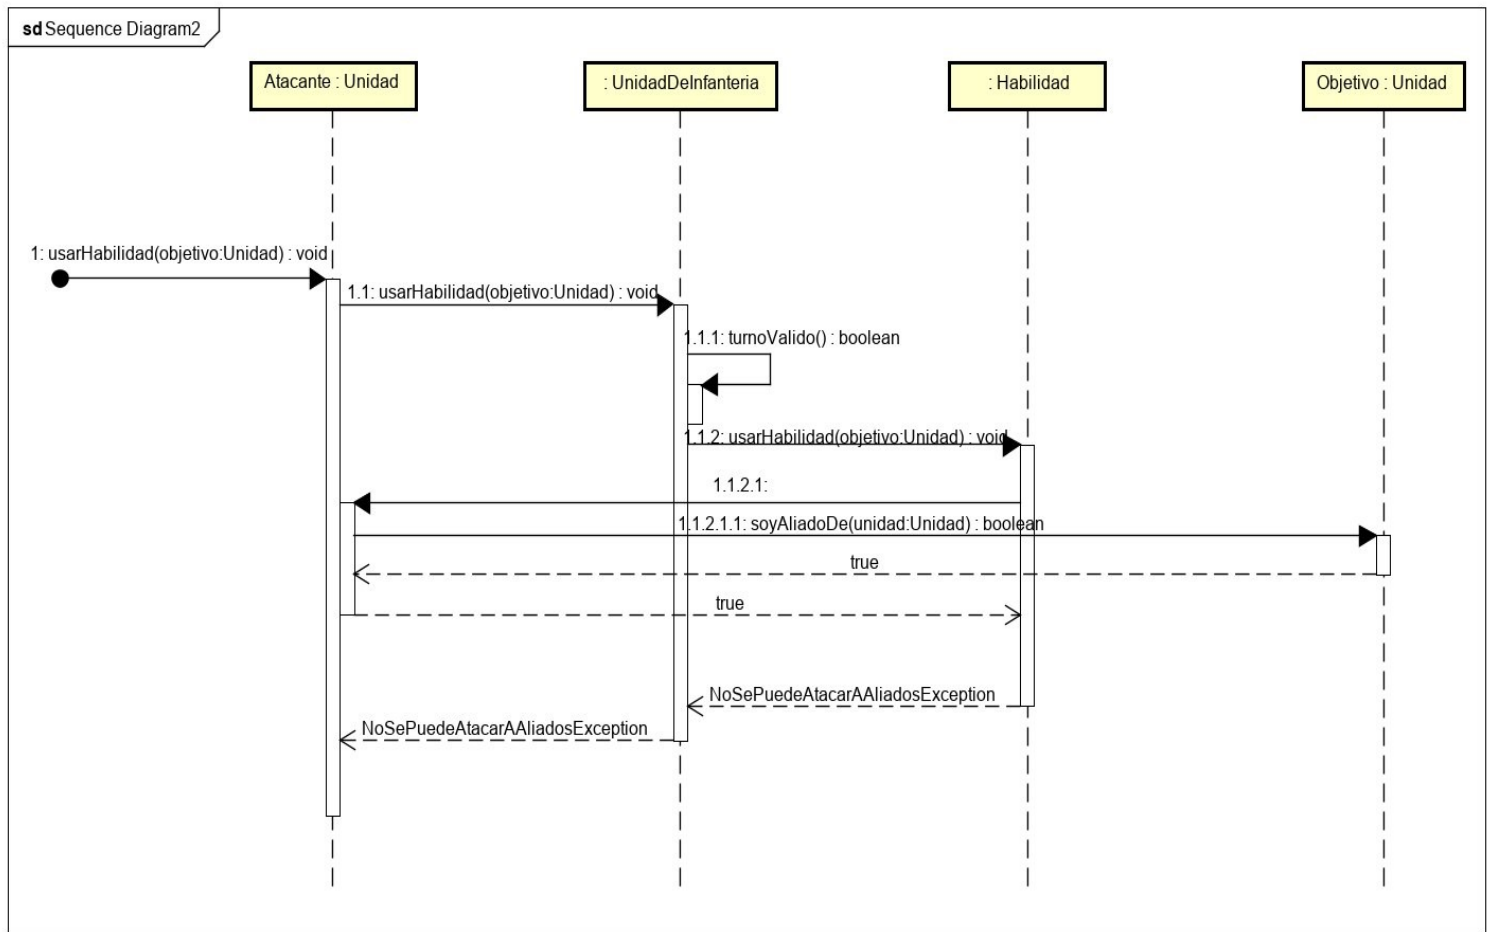 sd Sequence Diagram2
Atacante : Unidad
: UnidadDeInfanteria
: Habilidad
Objetivo : Unidad
1: usarHabilidad(objetivo:Unidad) : void
1.1: usarHabilidad(objetivo:Unidad) : void
1.1.1: turnoValido() : boolean
1.1.2: usarHabilidad(objetivo:Unidad) : void
1.1.2.1:
1.1.2.1.1: soyAliadoDe(unidad:Unidad) : boolean
true
true
NoSePuedeAtacarAAliadosException
NoSePuedeAtacarAAliadosException